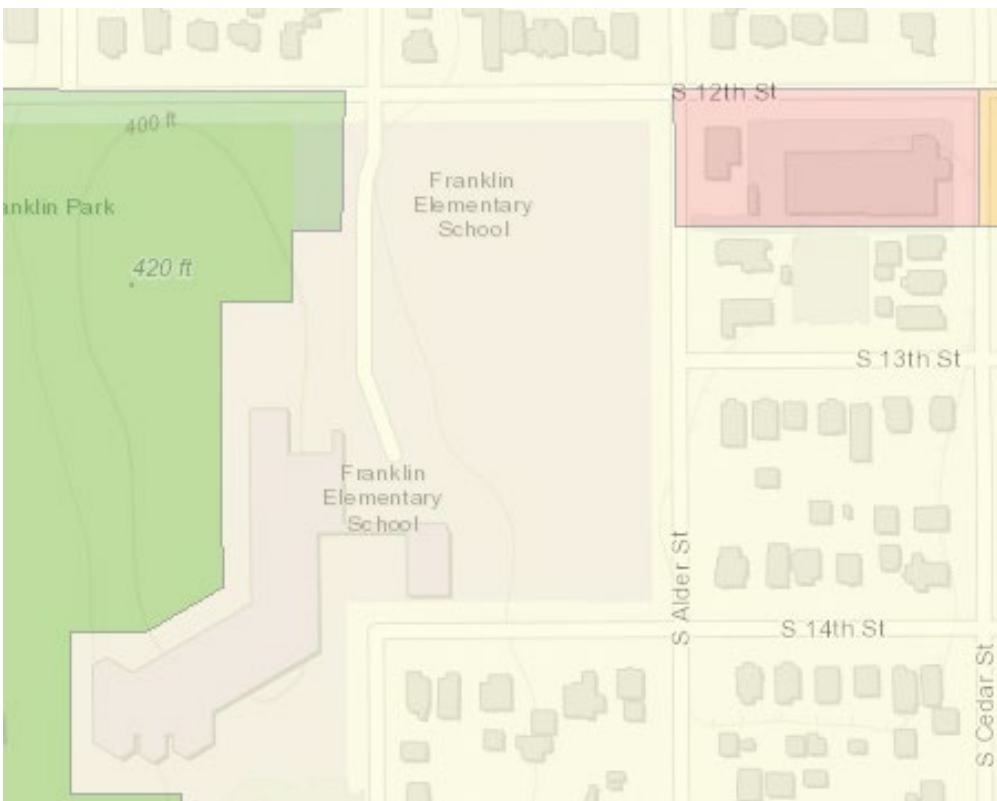 S 12th St
400 ft
Franklin
Elementary
School
anklin Park
420 ft
S 13th St
Franklin
Elementary
School
S Alder St
S 14th St
S Cedar St